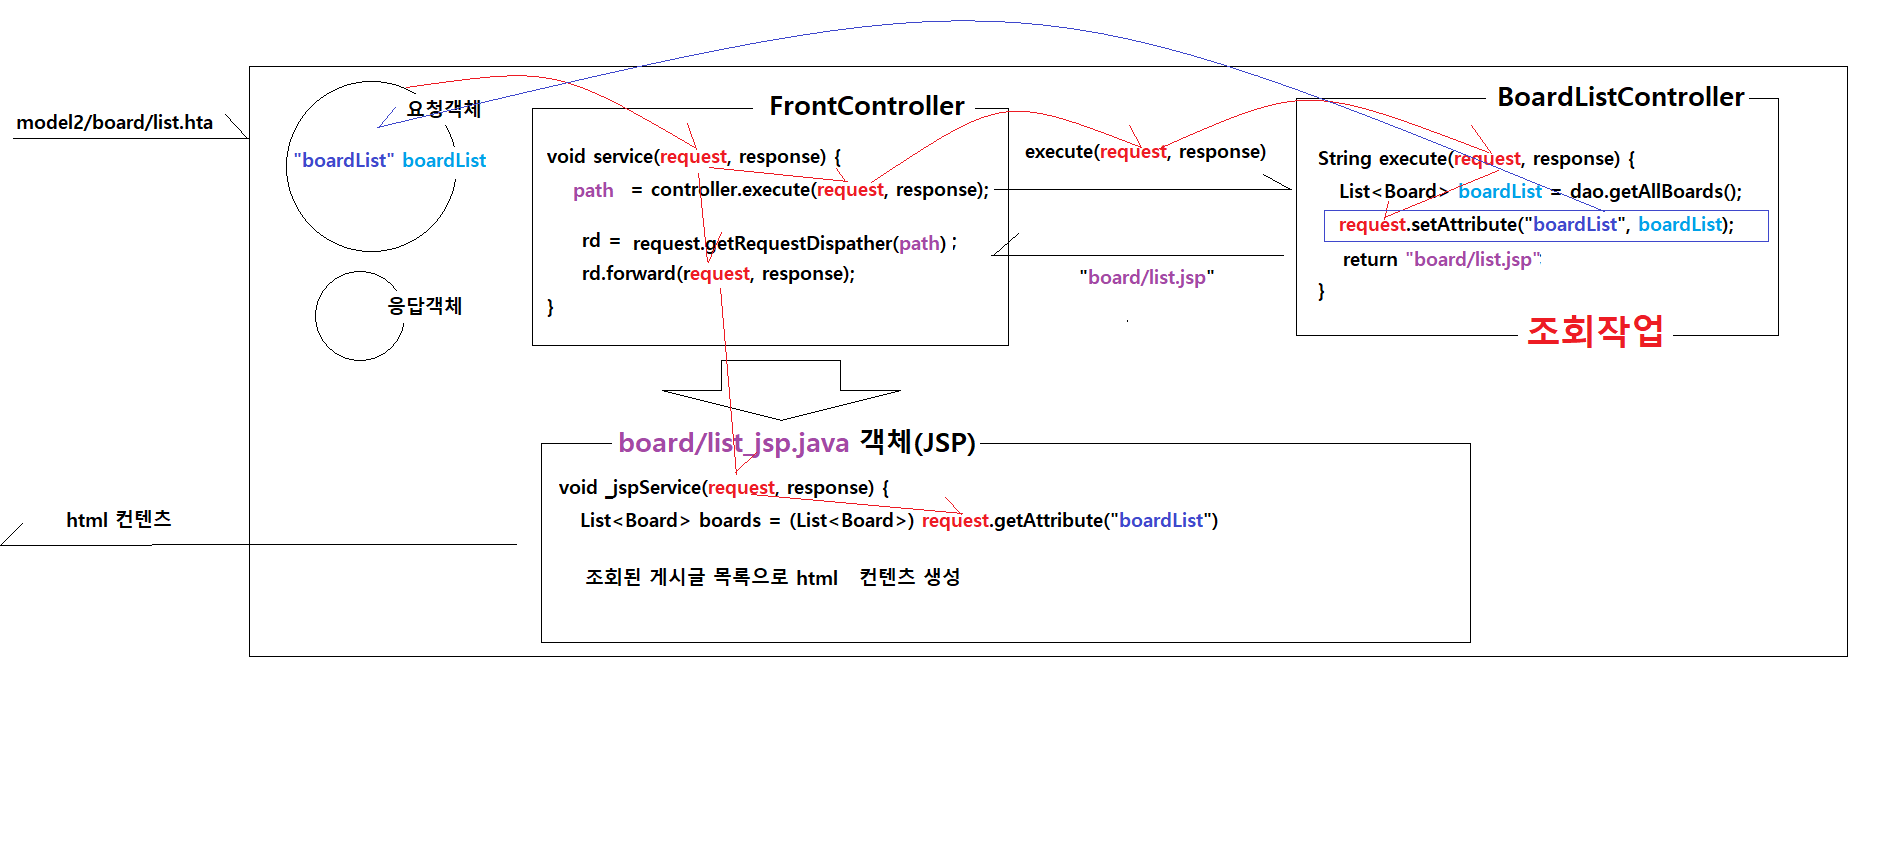 model2/board/list.hta
요청객체
"boardList" boardList
응답객체
FrontController
void service(request, response) {
path = controller.execute(request, response);
rd = request.getRequestDispather(path) ;
rd.forward(request, response);
}
execute(request, response)
"board/list.jsp"
BoardListController
String execute(request, response) {
List<Board> boardList = dao.getAllBoards();
request.setAttribute("boardList", boardList);
return "board/list.jsp";
}
조회작업
board/list_jsp.java 객체(JSP)
void _jspService(request, response) {
List<Board> boards = (List<Board>) request.getAttribute("boardList")
조회된 게시글 목록으로 html 컨텐츠 생성
html 컨텐츠